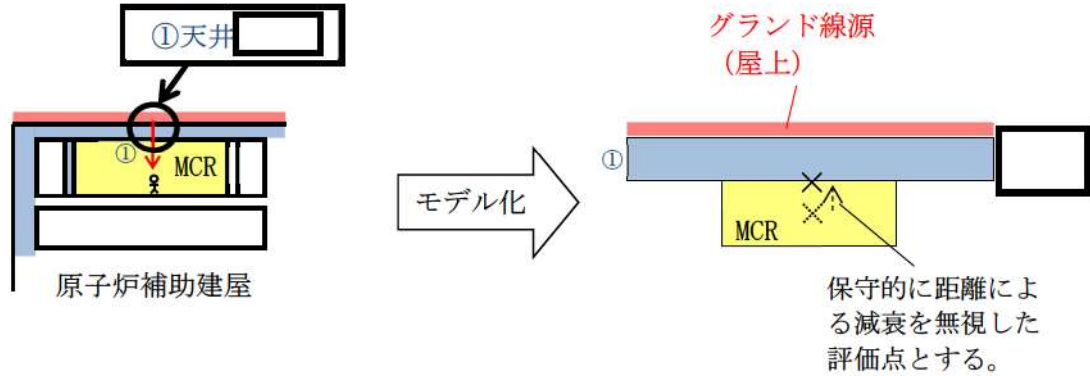 ①天井
①
MCR
原子炉補助建屋
モデル化
グランド線源
（屋上）
①
MCR
保守的に距離によ
る減衰を無視した
評価点とする。